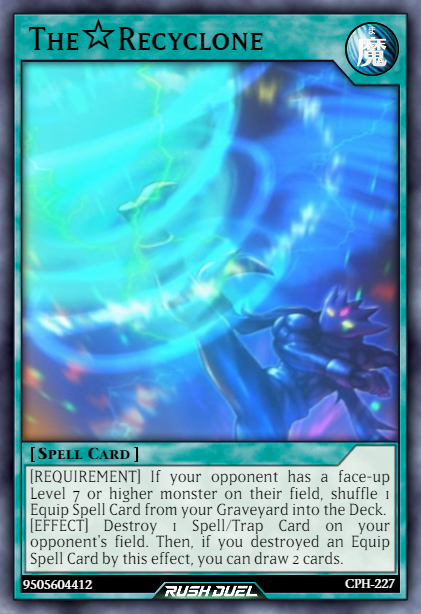 The☆Recyclone
ま
魔
[Spell Card]
[REQUIREMENT] If your opponent has a face-up
Level 7 or higher monster on their field, shuffle 1
Equip Spell Card from your Graveyard into the Deck.
[EFFECT] Destroy 1 Spell/Trap Card on your
opponent's field. Then, if you destroyed an Equip
Spell Card by this effect, you can draw 2 cards.
9505604412
RUSH DUEL
CPH-227